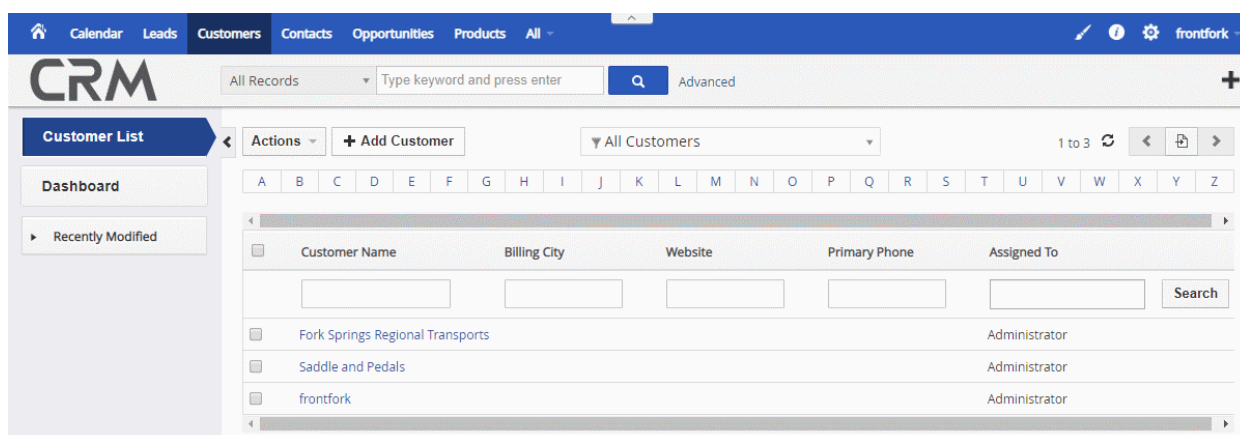 Calendar Leads Customers Contacts Opportunities Products All frontfork
CRM All Records Type keyword and press enter Advanced
Customer List Actions Add Customer All Customers 1 to 3
Dashboard A B C D E F G H I J K L M N O P Q R S T U V W X Y Z
Recently Modified
Customer Name Billing City Website Primary Phone Assigned To
Search
Fork Springs Regional Transports Administrator
Saddle and Pedals Administrator
frontfork Administrator